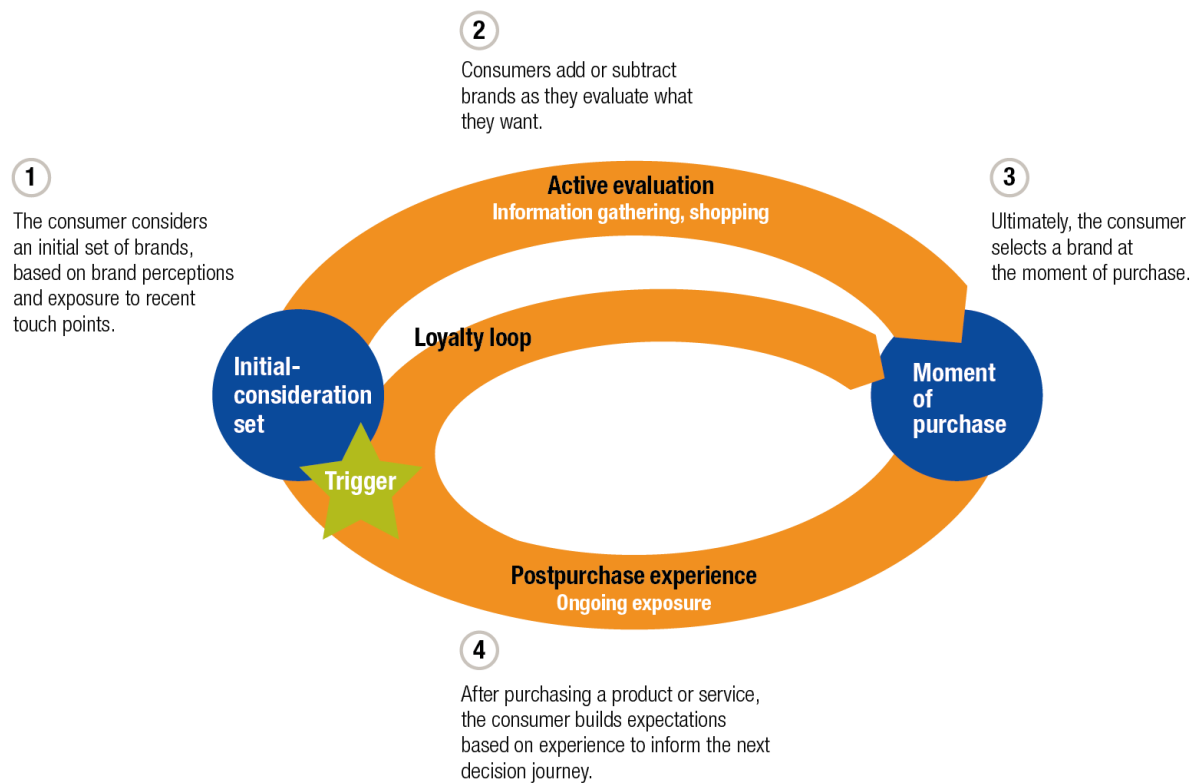 1
The consumer considers
an initial set of brands,
based on brand perceptions
and exposure to recent
touch points.
2
Consumers add or subtract
brands as they evaluate what
they want.
3
Ultimately, the consumer
selects a brand at
the moment of purchase.
Active evaluation
Information gathering, shopping
Loyalty loop
Initial-
consideration
set
Trigger
Moment
of
purchase
Postpurchase experience
Ongoing exposure
4
After purchasing a product or service,
the consumer builds expectations
based on experience to inform the next
decision journey.